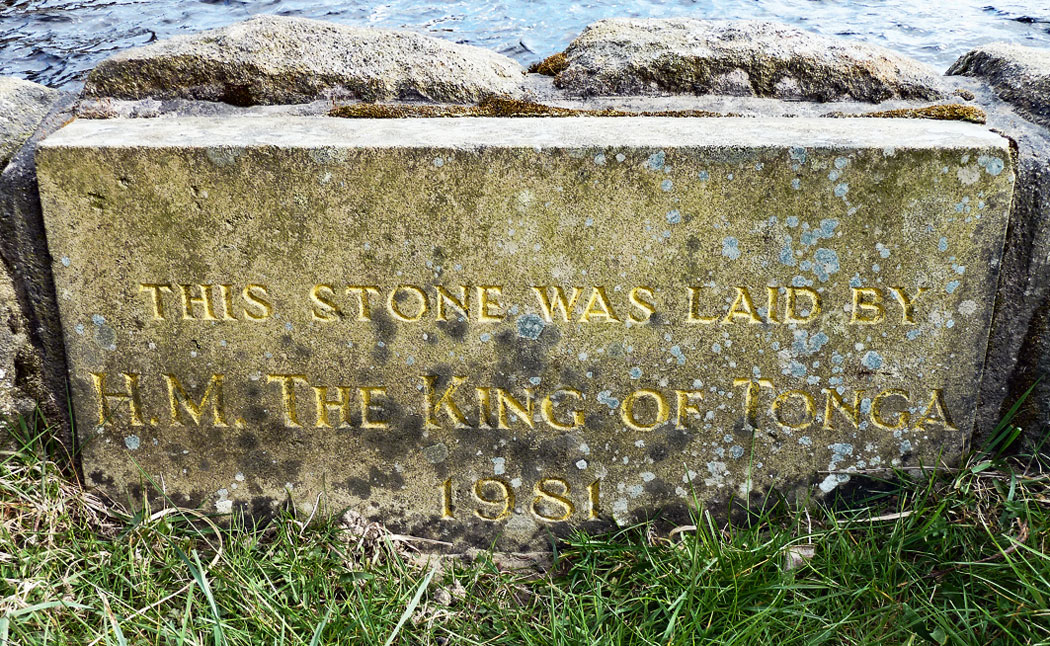 THIS STONE WAS LAID BY
H.M. THE KING OF TONGA
1981